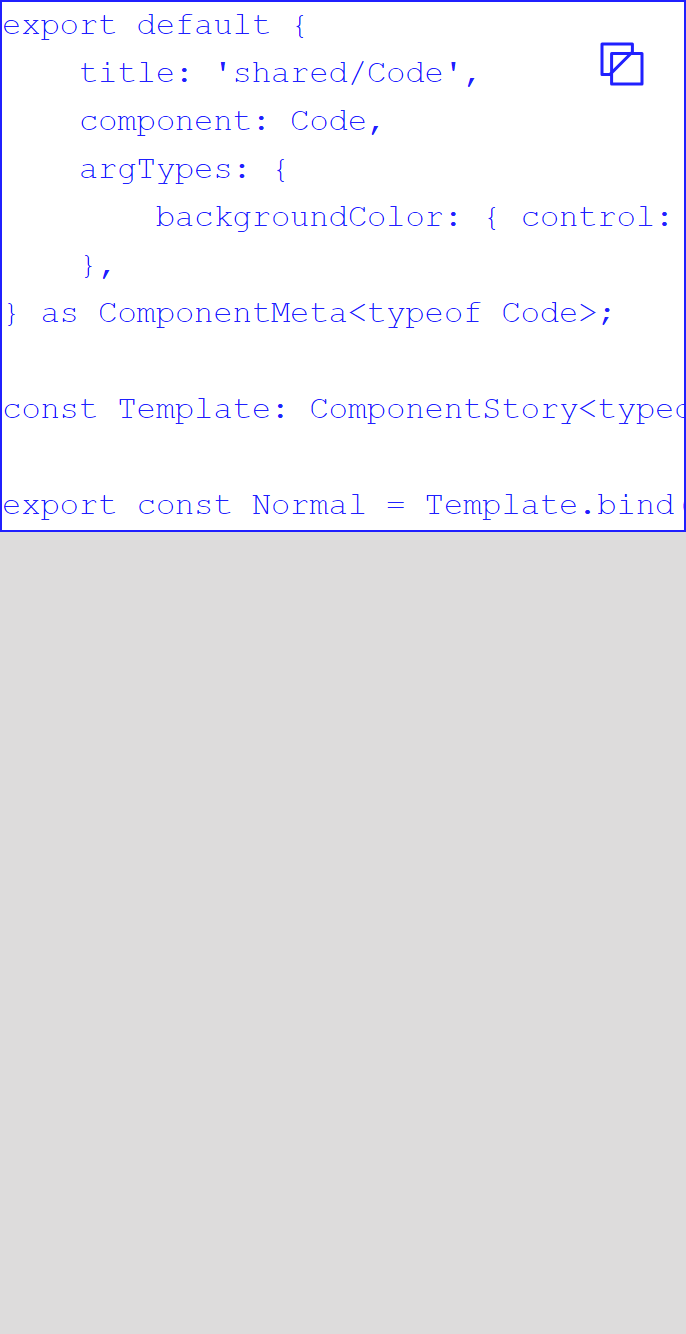 export default {
    title: 'shared/Code',
    component: Code,
    argTypes: {
        backgroundColor: { control:
    },
} as ComponentMeta<typeof Code>;
const Template: ComponentStory<typeo
export const Normal = Template.bind(